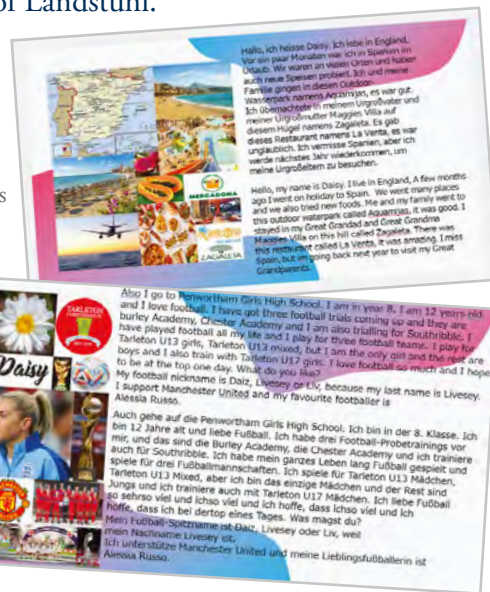 of Landstuhl.
s
Hallo, ich heisse Daisy. Ich lebe in England,
Vor ein paar Monaten war ich in Spanien im
Urlaub. Wir waren an vielen Orten und haben
auch neue Speisen probiert. Ich und meine
Familie gingen in diesen Outdoor-
Wasserpark namens Aquamijas, es war gut.
Ich übernachtete in meinem Urgroßvater und
meiner Urgroßmutter Maggies Villa auf
diesem Hügel namens Zagaleta. Es gab
dieses Restaurant namens La Venta, es war
unglaublich. Ich vermisse Spanien, aber ich
werde nächstes Jahr wiederkommen, um
meine Urgroßeltern zu besuchen.
Hello, my name is Daisy. I live in England, A few months
ago I went on holiday to Spain. We went many places
and we also tried new foods. Me and my family went to
this outdoor waterpark called Aquamijas, it was good. I
stayed in my Great Grandad and Great Grandma
Maggies Villa on this hill called Zagaleta. There was
this restaurant called La Venta, it was amazing. I miss
Spain, but im going back next year to visit my Great
Grandparents.
MERCADONA
ZAGALETA
TARLETON
Daisy
Also I go to Penwortham Girls High School. I am in year 8. I am 12 years old
and I love football. I have got three football trials coming up and they are
burley Academy, Chester Academy and I am also trialling for Southribble. I
have played football all my life and I play for three football teams. I play for
Tarleton U13 girls, Tarleton U13 mixed, but I am the only girl and the rest are
boys and I also train with Tarleton U17 girls. I love football so much and I hope
to be at the top one day. What do you like?
My football nickname is Daiz, Livesey or Liv, because my last name is Livesey.
I support Manchester United and my favourite footballer is
Alessia Russo.
Auch gehe auf die Penwortham Girls High School. Ich bin in der 8. Klasse. Ich
bin 12 Jahre alt und liebe Fußball. Ich habe drei Football-Probetrainings vor
mir, und das sind die Burley Academy, die Chester Academy und ich trainiere
auch für Southribble. Ich habe mein ganzes Leben lang Fußball gespielt und
spiele für drei Fußballmannschaften. Ich spiele für Tarleton U13 Mädchen,
Tarleton U13 Mixed, aber ich bin das einzige Mädchen und der Rest sind
Jungs und ich trainiere auch mit Tarleton U17 Mädchen. Ich liebe Fußball
so sehrso viel und ichso viel und ich hoffe, dass ichso viel und ich
hoffe, dass ich bei dertop eines Tages. Was magst du?
Mein Fußball-Spitzname ist Daiz, Livesey oder Liv, weil
mein Nachname Livesey ist.
Ich unterstütze Manchester United und meine Lieblingsfußballerin ist
Alessia Russo.